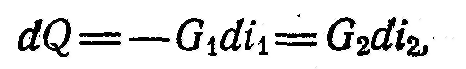 dQ = −G₁di₁ = G₂di₂,